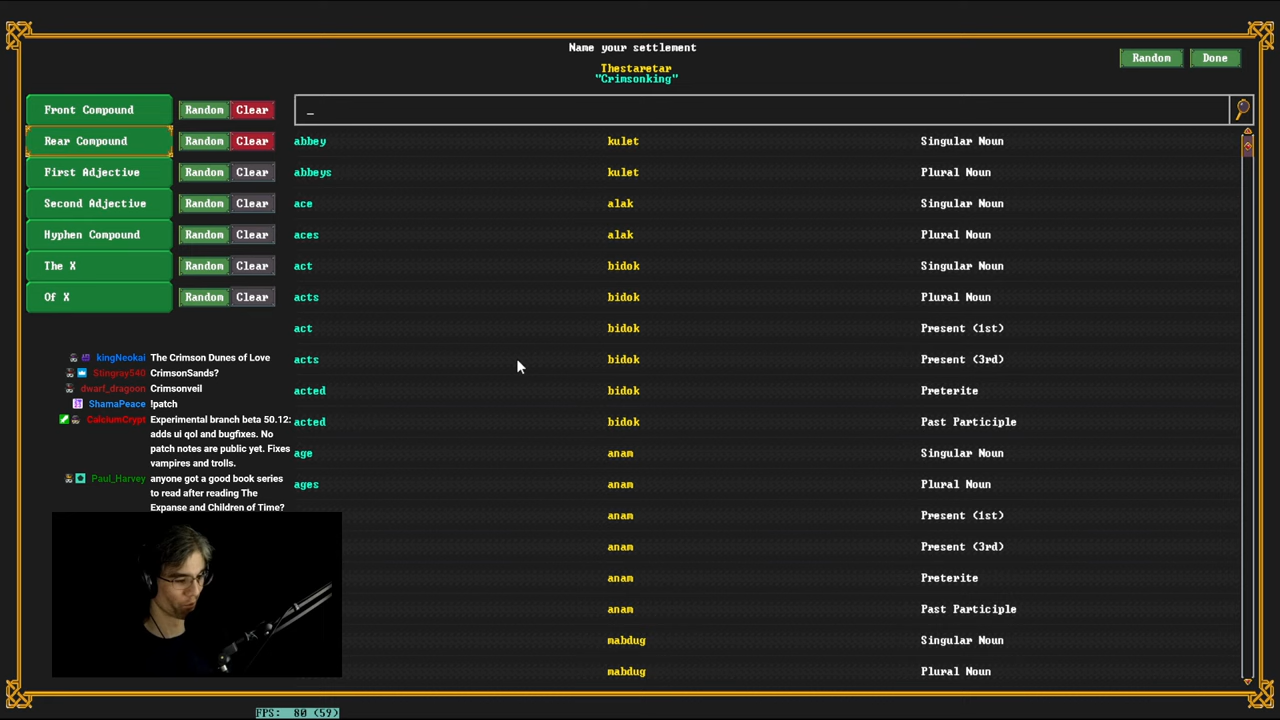 Name your settlement
Thestaretar
"Crimsonking"
Random Done
Front Compound Random Clear
_
Rear Compound Random Clear
First Adjective Random Clear
Second Adjective Random Clear
Hyphen Compound Random Clear
The X Random Clear
Of X Random Clear
abbey kulet Singular Noun
abbeys kulet Plural Noun
ace alak Singular Noun
aces alak Plural Noun
act bidok Singular Noun
acts bidok Plural Noun
act bidok Present (1st)
acts bidok Present (3rd)
acted bidok Preterite
acted bidok Past Participle
age anam Singular Noun
ages anam Plural Noun
anam Present (1st)
anam Present (3rd)
anam Preterite
anam Past Participle
mabdug Singular Noun
mabdug Plural Noun
kingNeokai The Crimson Dunes of Love
Stingray540 CrimsonSands?
dwarf_dragoon Crimsonveil
ShamaPeace !patch
CalciumCrypt Experimental branch beta 50.12:
adds ui qol and bugfixes. No
patch notes are public yet. Fixes
vampires and trolls.
Paul_Harvey anyone got a good book series
to read after reading The
Expanse and Children of Time?
FPS: 80 (59)